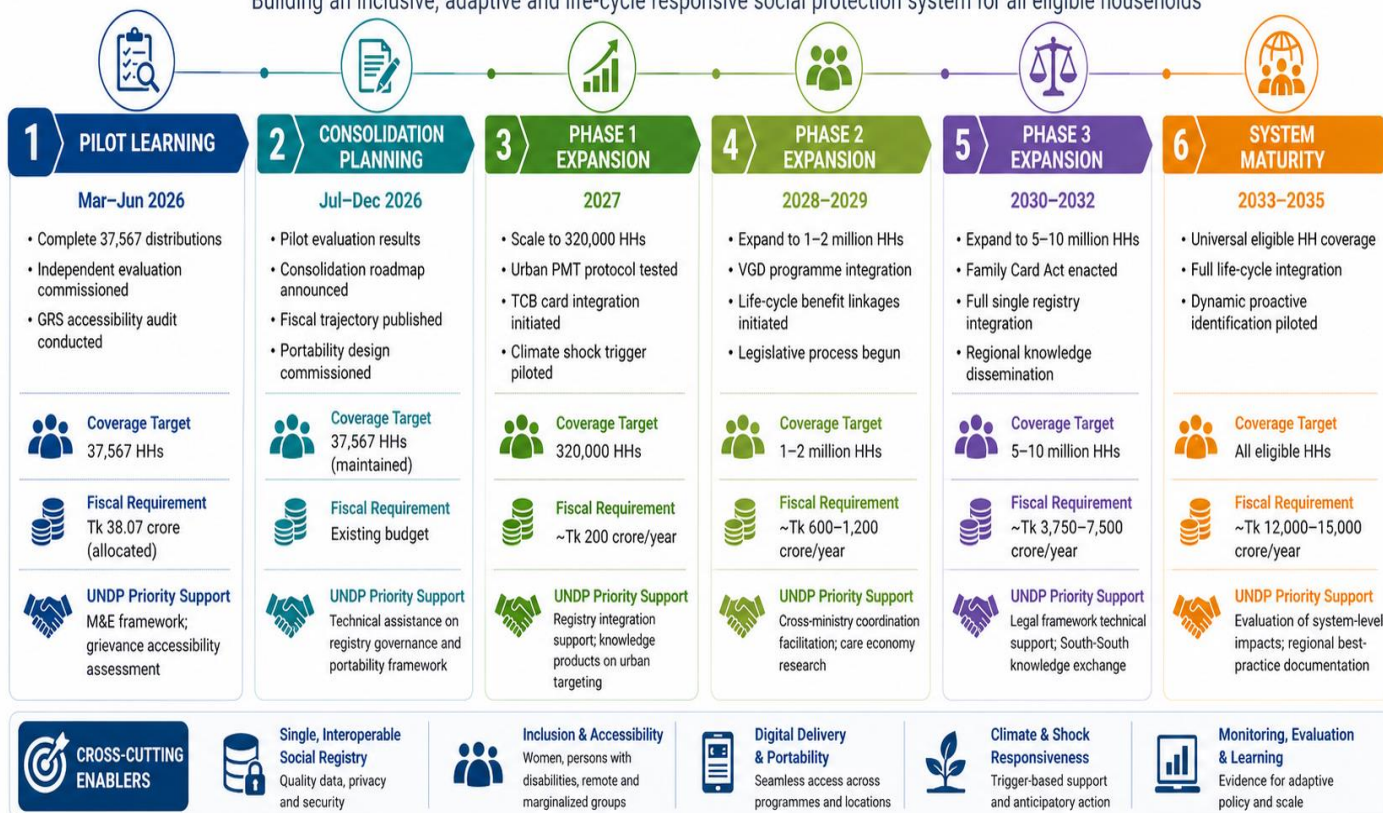 Building an inclusive, adaptive and life-cycle responsive social protection system for all eligible households
1
PILOT LEARNING
Mar–Jun 2026
• Complete 37,567 distributions
• Independent evaluation
commissioned
• GRS accessibility audit
conducted
Coverage Target
37,567 HHs
Fiscal Requirement
Tk 38.07 crore
(allocated)
UNDP Priority Support
M&E framework;
grievance accessibility
assessment
2
CONSOLIDATION
PLANNING
Jul–Dec 2026
• Pilot evaluation results
• Consolidation roadmap
announced
• Fiscal trajectory published
• Portability design
commissioned
Coverage Target
37,567 HHs
(maintained)
Fiscal Requirement
Existing budget
UNDP Priority Support
Technical assistance on
registry governance and
portability framework
3
PHASE 1
EXPANSION
2027
• Scale to 320,000 HHs
• Urban PMT protocol tested
• TCB card integration
initiated
• Climate shock trigger
piloted
Coverage Target
320,000 HHs
Fiscal Requirement
~Tk 200 crore/year
UNDP Priority Support
Registry integration
support; knowledge
products on urban
targeting
4
PHASE 2
EXPANSION
2028–2029
• Expand to 1–2 million HHs
• VGD programme integration
• Life-cycle benefit linkages
initiated
• Legislative process begun
Coverage Target
1–2 million HHs
Fiscal Requirement
~Tk 600–1,200
crore/year
UNDP Priority Support
Cross-ministry coordination
facilitation; care economy
research
5
PHASE 3
EXPANSION
2030–2032
• Expand to 5–10 million HHs
• Family Card Act enacted
• Full single registry
integration
• Regional knowledge
dissemination
Coverage Target
5–10 million HHs
Fiscal Requirement
~Tk 3,750–7,500
crore/year
UNDP Priority Support
Legal framework technical
support; South-South
knowledge exchange
6
SYSTEM
MATURITY
2033–2035
• Universal eligible HH coverage
• Full life-cycle integration
• Dynamic proactive
identification piloted
Coverage Target
All eligible HHs
Fiscal Requirement
~Tk 12,000–15,000
crore/year
UNDP Priority Support
Evaluation of system-level
impacts; regional best-
practice documentation
CROSS-CUTTING
ENABLERS
Single, Interoperable
Social Registry
Quality data, privacy
and security
Inclusion & Accessibility
Women, persons with
disabilities, remote and
marginalized groups
Digital Delivery
& Portability
Seamless access across
programmes and locations
Climate & Shock
Responsiveness
Trigger-based support
and anticipatory action
Monitoring, Evaluation
& Learning
Evidence for adaptive
policy and scale